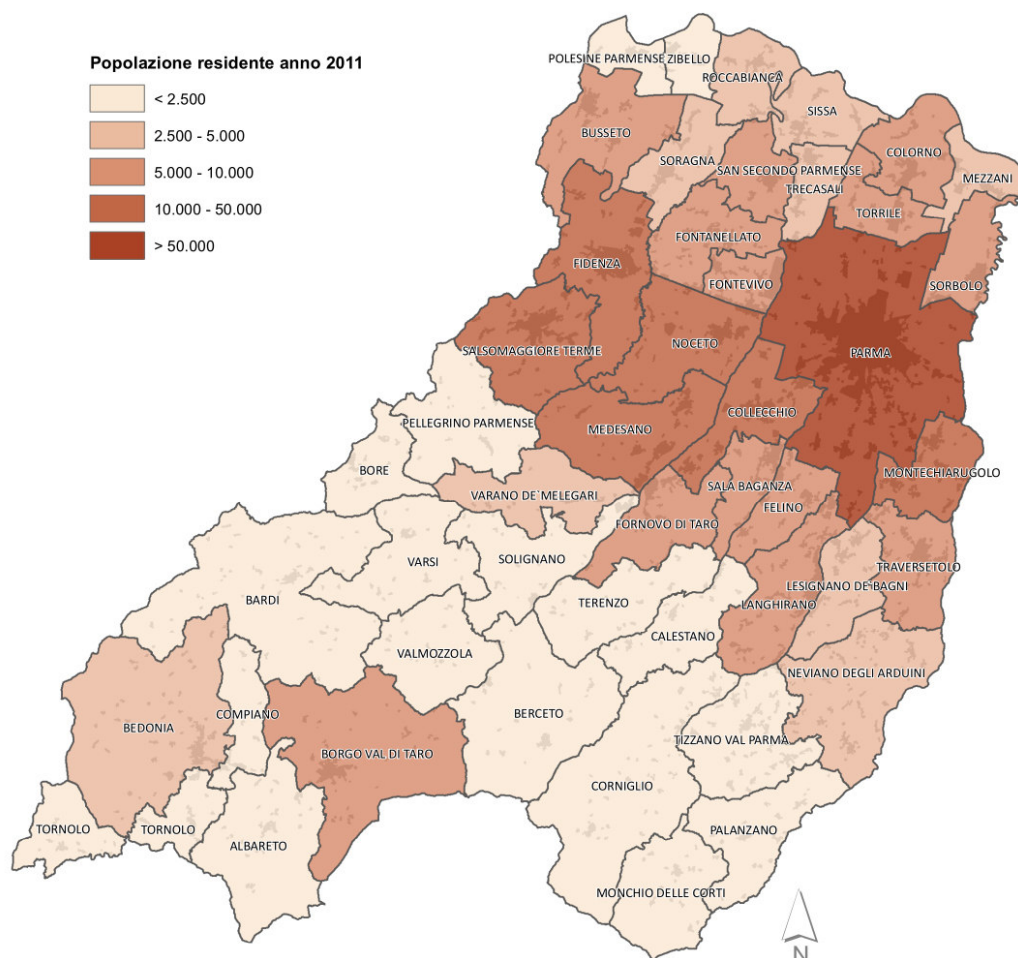 Popolazione residente anno 2011
< 2.500
2.500 - 5.000
5.000 - 10.000
10.000 - 50.000
> 50.000
POLESINE PARMENSE
ZIBELLO
ROCCABIANCA
SISSA
BUSSETO
SORAGNA
SAN SECONDO PARMENSE
TRECASALI
COLORNO
MEZZANI
TORRILE
FONTANELLATO
FIDENZA
FONTEVIVO
SORBOLO
SALSOMAGGIORE TERME
NOCETO
PARMA
COLLECCHIO
PELLEGRINO PARMENSE
MEDESANO
BORE
MONTECHIARUGOLO
VARANO DE`MELEGARI
SALA BAGANZA
FELINO
FORNOVO DI TARO
VARSI
SOLIGNANO
TRAVERSETOLO
LESIGNANO DE`BAGNI
BARDI
TERENZO
LANGHIRANO
CALESTANO
VALMOZZOLA
NEVIANO DEGLI ARDUINI
COMPIANO
BERCETO
BEDONIA
TIZZANO VAL PARMA
BORGO VAL DI TARO
CORNIGLIO
TORNOLO
TORNOLO
ALBARETO
PALANZANO
MONCHIO DELLE CORTI
N